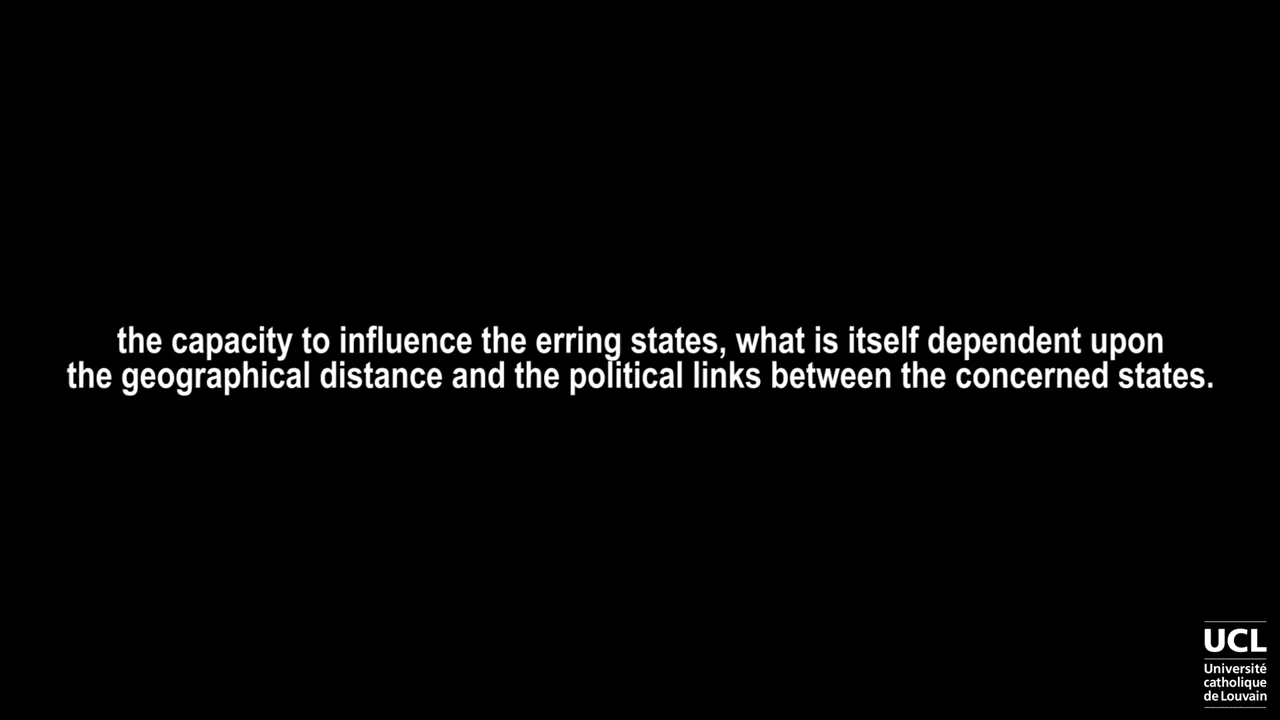 the capacity to influence the erring states, what is itself dependent upon
the geographical distance and the political links between the concerned states.
UCL
Université
catholique
de Louvain